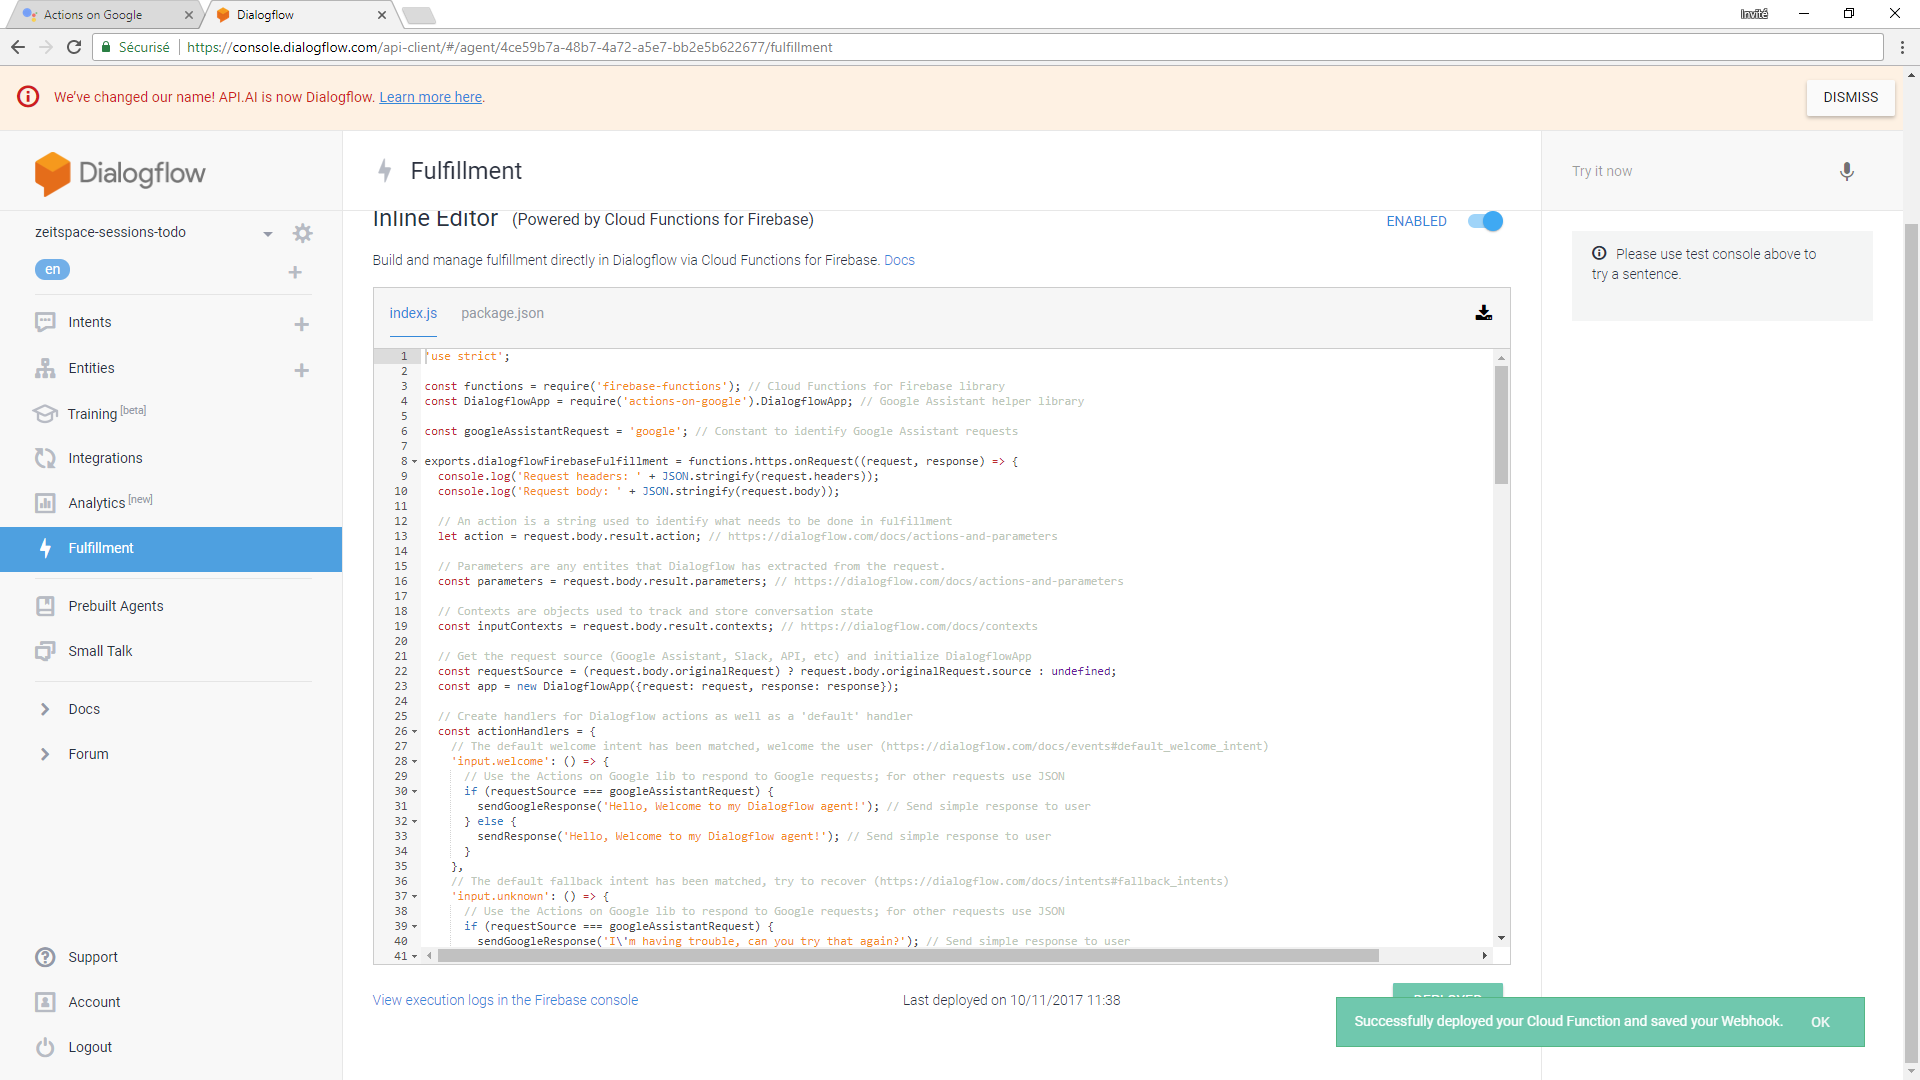 Actions on Google
Dialogflow
Invité
Sécurisé
https://console.dialogflow.com/api-client/#/agent/4ce59b7a-48b7-4a72-a5e7-bb2e5b622677/fulfillment
We've changed our name! API.AI is now Dialogflow. Learn more here.
DISMISS
Dialogflow
zeitspace-sessions-todo
en
Intents
Entities
Training [beta]
Integrations
Analytics [new]
Fulfillment
Prebuilt Agents
Small Talk
Docs
Forum
Support
Account
Logout
Fulfillment
Inline Editor (Powered by Cloud Functions for Firebase)
ENABLED
Build and manage fulfillment directly in Dialogflow via Cloud Functions for Firebase. Docs
index.js package.json
1 'use strict';
2
3 const functions = require('firebase-functions'); // Cloud Functions for Firebase library
4 const DialogflowApp = require('actions-on-google').DialogflowApp; // Google Assistant helper library
5
6 const googleAssistantRequest = 'google'; // Constant to identify Google Assistant requests
7
8 exports.dialogflowFirebaseFulfillment = functions.https.onRequest((request, response) => {
9 console.log('Request headers: ' + JSON.stringify(request.headers));
10 console.log('Request body: ' + JSON.stringify(request.body));
11
12 // An action is a string used to identify what needs to be done in fulfillment
13 let action = request.body.result.action; // https://dialogflow.com/docs/actions-and-parameters
14
15 // Parameters are any entites that Dialogflow has extracted from the request.
16 const parameters = request.body.result.parameters; // https://dialogflow.com/docs/actions-and-parameters
17
18 // Contexts are objects used to track and store conversation state
19 const inputContexts = request.body.result.contexts; // https://dialogflow.com/docs/contexts
20
21 // Get the request source (Google Assistant, Slack, API, etc) and initialize DialogflowApp
22 const requestSource = (request.body.originalRequest) ? request.body.originalRequest.source : undefined;
23 const app = new DialogflowApp({request: request, response: response});
24
25 // Create handlers for Dialogflow actions as well as a 'default' handler
26 const actionHandlers = {
27 // The default welcome intent has been matched, welcome the user (https://dialogflow.com/docs/events#default_welcome_intent)
28 'input.welcome': () => {
29 // Use the Actions on Google lib to respond to Google requests; for other requests use JSON
30 if (requestSource === googleAssistantRequest) {
31 sendGoogleResponse('Hello, Welcome to my Dialogflow agent!'); // Send simple response to user
32 } else {
33 sendResponse('Hello, Welcome to my Dialogflow agent!'); // Send simple response to user
34 }
35 },
36 // The default fallback intent has been matched, try to recover (https://dialogflow.com/docs/intents#fallback_intents)
37 'input.unknown': () => {
38 // Use the Actions on Google lib to respond to Google requests; for other requests use JSON
39 if (requestSource === googleAssistantRequest) {
40 sendGoogleResponse('I\'m having trouble, can you try that again?'); // Send simple response to user
41
View execution logs in the Firebase console
Last deployed on 10/11/2017 11:38
DEPLOYED
Successfully deployed your Cloud Function and saved your Webhook. OK
Try it now
Please use test console above to
try a sentence.